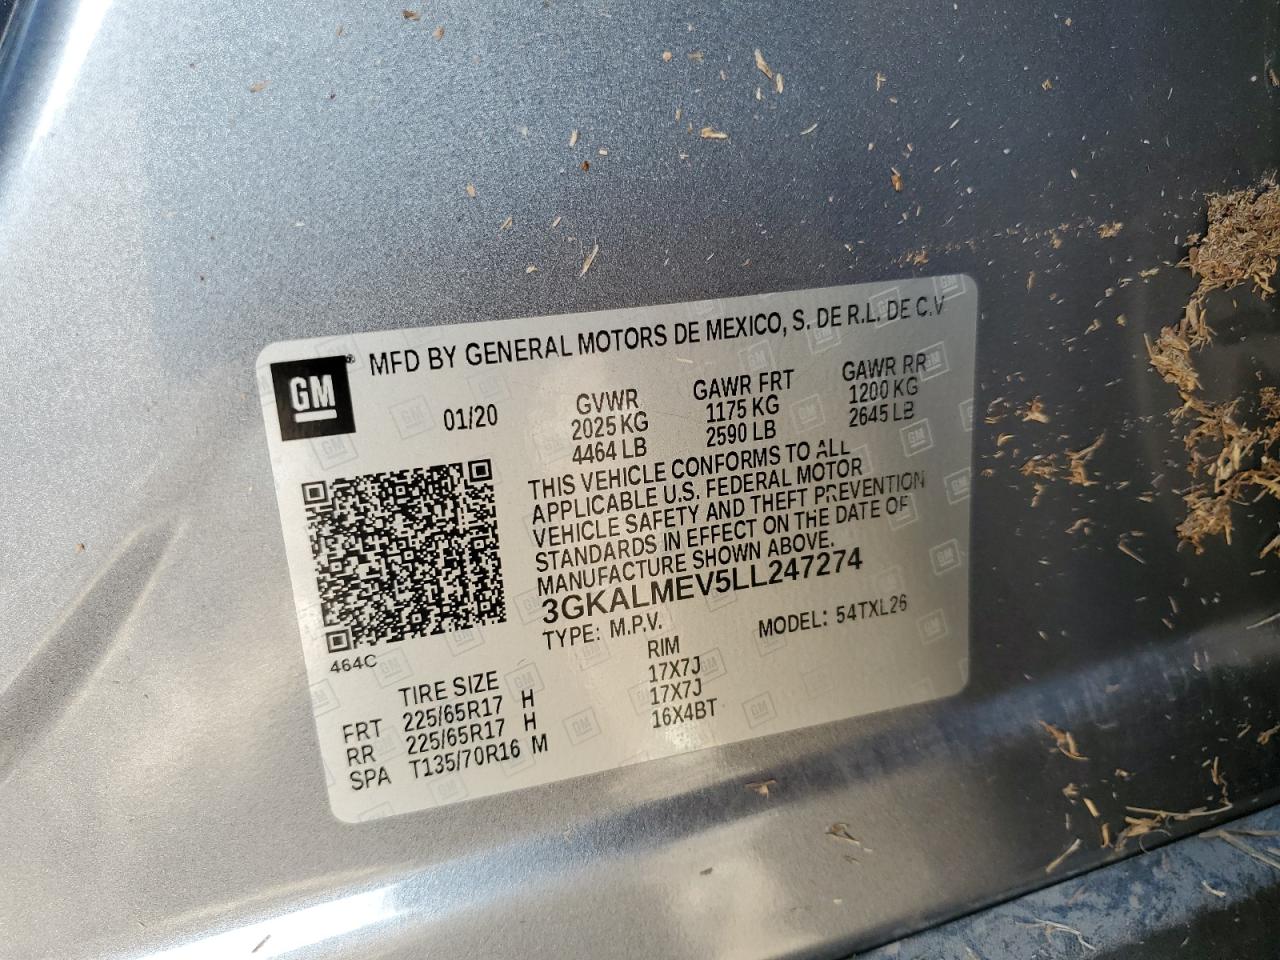 GM ® MFD BY GENERAL MOTORS DE MEXICO, S. DE R.L. DE C.V
01/20 GVWR GAWR FRT GAWR RR
2025 KG 1175 KG 1200 KG
4464 LB 2590 LB 2645 LB
THIS VEHICLE CONFORMS TO ALL
APPLICABLE U.S. FEDERAL MOTOR
VEHICLE SAFETY AND THEFT PREVENTION
STANDARDS IN EFFECT ON THE DATE OF
MANUFACTURE SHOWN ABOVE.
3GKALMEV5LL247274
TYPE: M.P.V. MODEL: 54TXL26
464C
TIRE SIZE RIM
FRT 225/65R17 H 17X7J
RR 225/65R17 H 17X7J
SPA T135/70R16 M 16X4BT